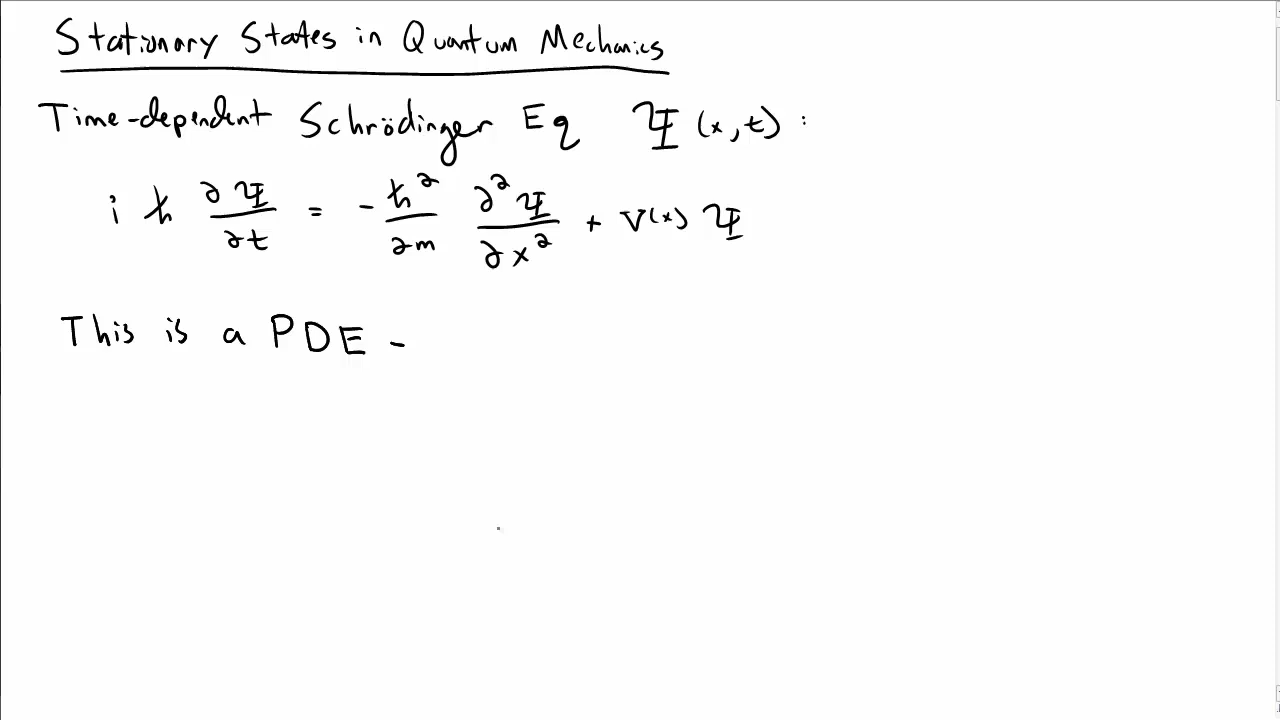 Stationary States in Quantum Mechanics
Time-dependent Schrödinger Eq Ψ(x,t):
iħ ∂Ψ/∂t = -ħ²/2m ∂²Ψ/∂x² + V(x) Ψ
This is a PDE -